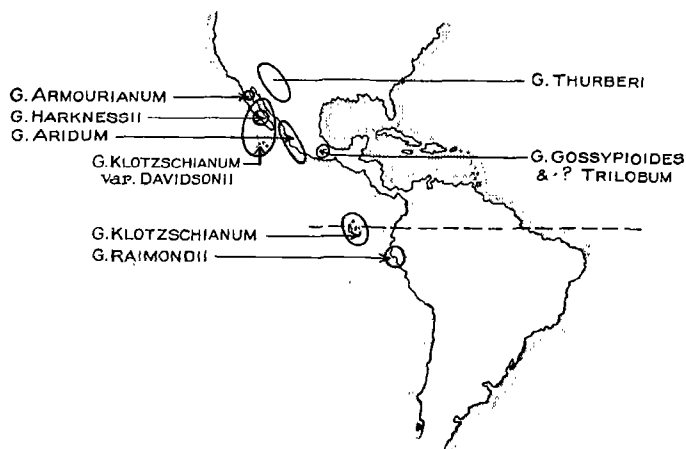 G. THURBERI
G. ARMOURIANUM
G. HARKNESSII
G. ARIDUM
G. KLOTZSCHIANUM
var. DAVIDSONII
G. GOSSYPIOIDES
& ? TRILOBUM
G. KLOTZSCHIANUM
G. RAIMONDII